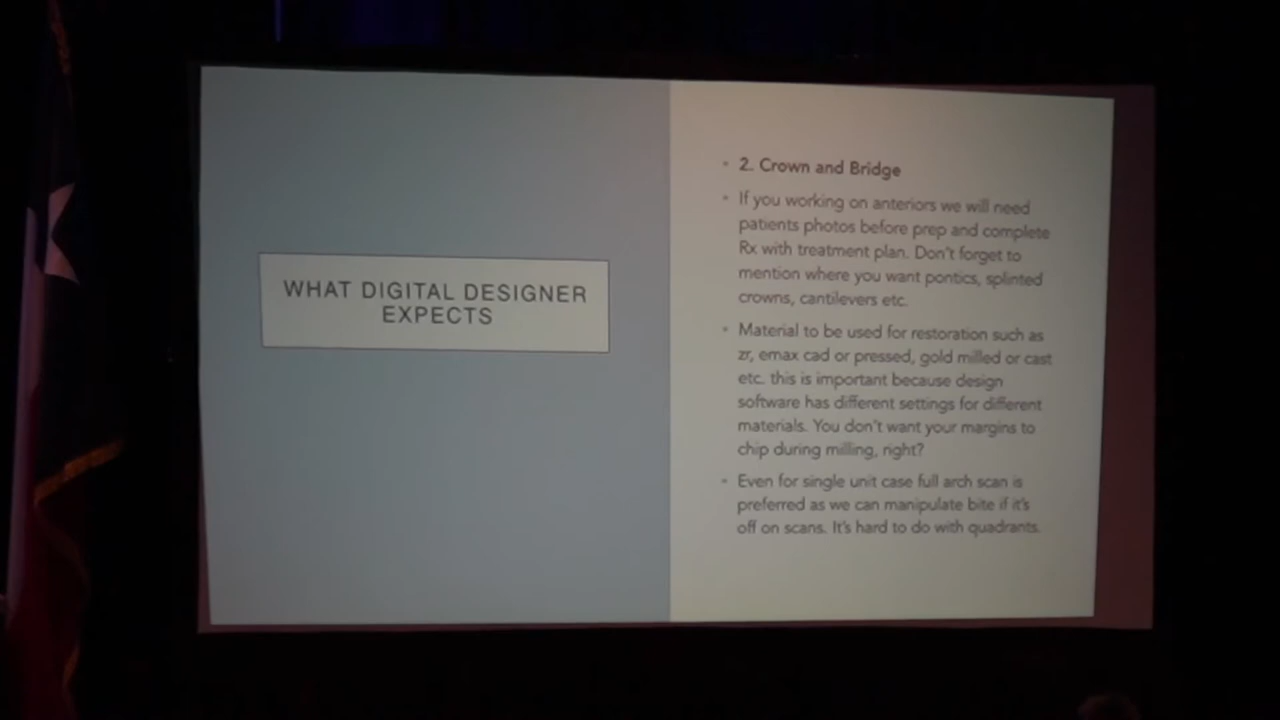 WHAT DIGITAL DESIGNER
EXPECTS
• 2. Crown and Bridge
• If you working on anteriors we will need
patients photos before prep and complete
Rx with treatment plan. Don't forget to
mention where you want pontics, splinted
crowns, cantilevers etc.
• Material to be used for restoration such as
zr, emax cad or pressed, gold milled or cast
etc. this is important because design
software has different settings for different
materials. You don't want your margins to
chip during milling, right?
• Even for single unit case full arch scan is
preferred as we can manipulate bite if it's
off on scans. It's hard to do with quadrants.